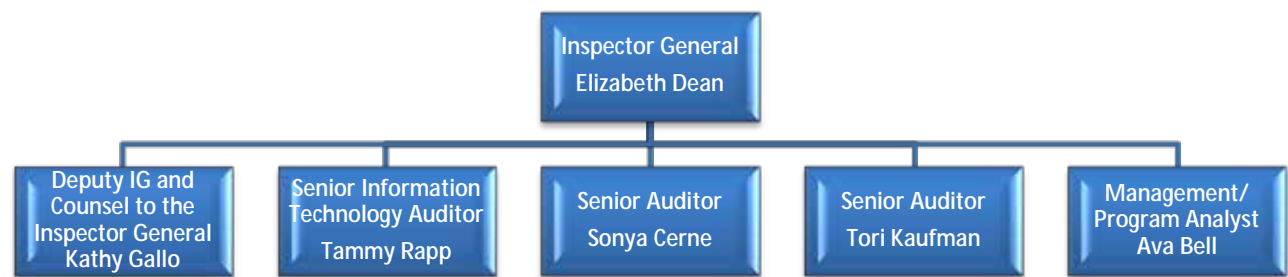 Inspector General
Elizabeth Dean
Deputy IG and
Counsel to the
Inspector General
Kathy Gallo
Senior Information
Technology Auditor
Tammy Rapp
Senior Auditor
Sonya Cerne
Senior Auditor
Tori Kaufman
Management/
Program Analyst
Ava Bell